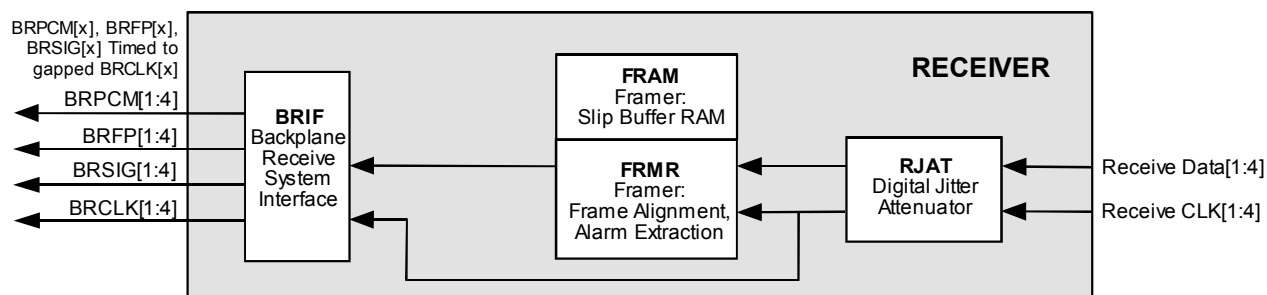 BRPCM[x], BRFP[x],
BRSIG[x] Timed to
gapped BRCLK[x]
BRPCM[1:4]
BRFP[1:4]
BRSIG[1:4]
BRCLK[1:4]
BRIF
Backplane
Receive
System
Interface
FRAM
Framer:
Slip Buffer RAM
FRMR
Framer:
Frame Alignment,
Alarm Extraction
RECEIVER
RJAT
Digital Jitter
Attenuator
Receive Data[1:4]
Receive CLK[1:4]